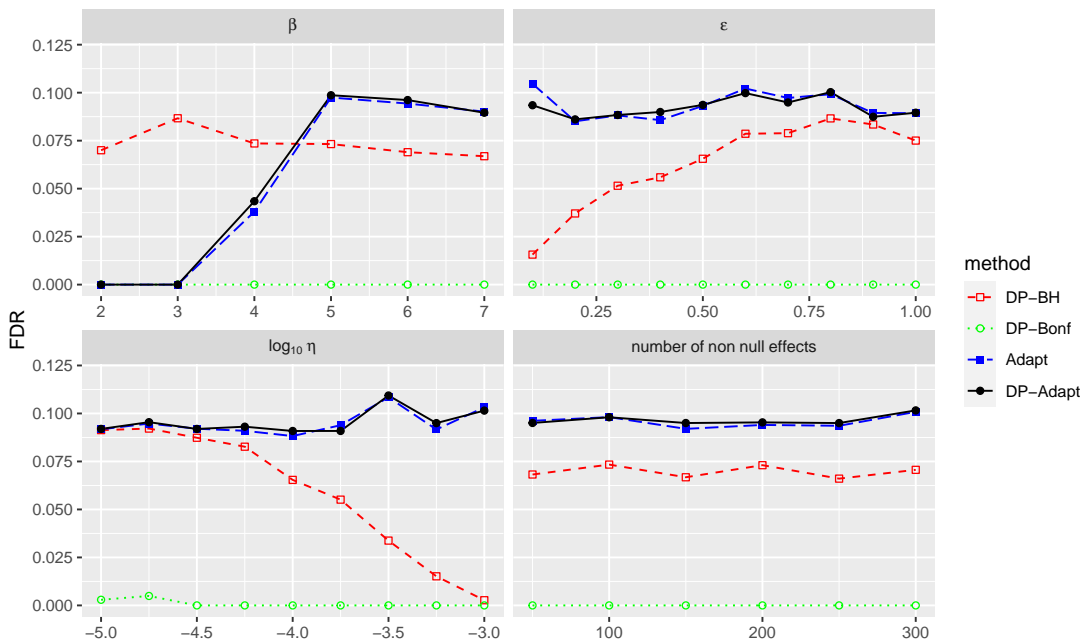 β
ε
0.125
0.100
0.075
0.050
0.025
0.000
2 3 4 5 6 7
0.25 0.50 0.75 1.00
FDR
log₁₀ η
number of non null effects
0.125
0.100
0.075
0.050
0.025
0.000
−5.0 −4.5 −4.0 −3.5 −3.0
100 200 300
method
DP−BH
DP−Bonf
Adapt
DP−Adapt